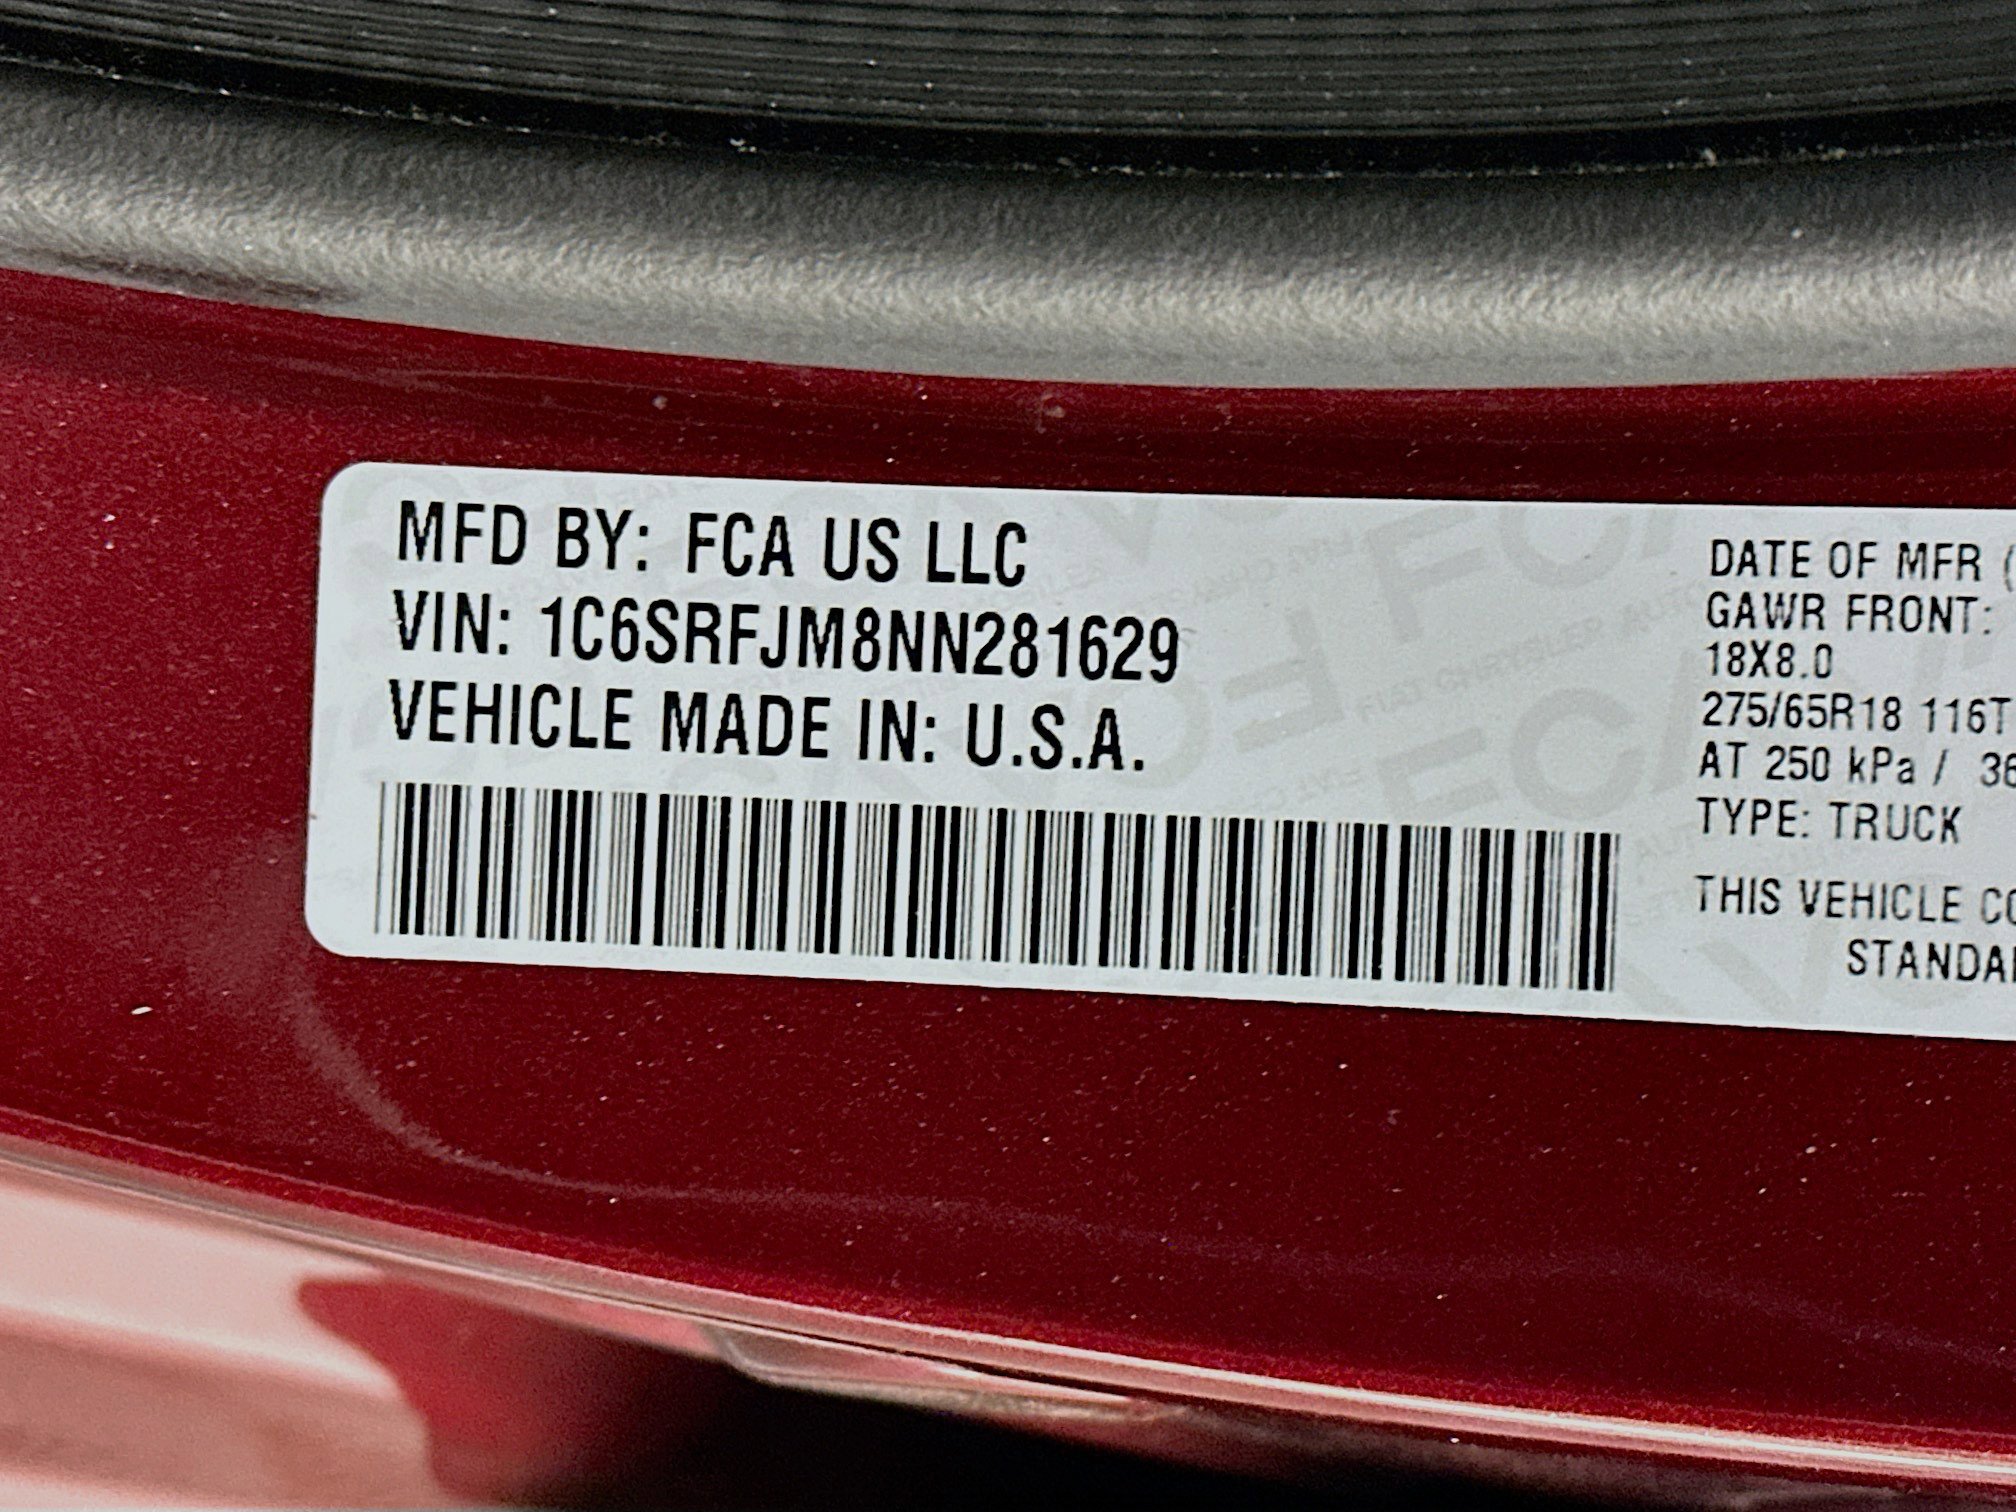 MFD BY: FCA US LLC
VIN: 1C6SRFJM8NN281629
VEHICLE MADE IN: U.S.A.
DATE OF MFR (
GAWR FRONT:
18X8.0
275/65R18 116T
AT 250 kPa /
TYPE: TRUCK
THIS VEHICLE